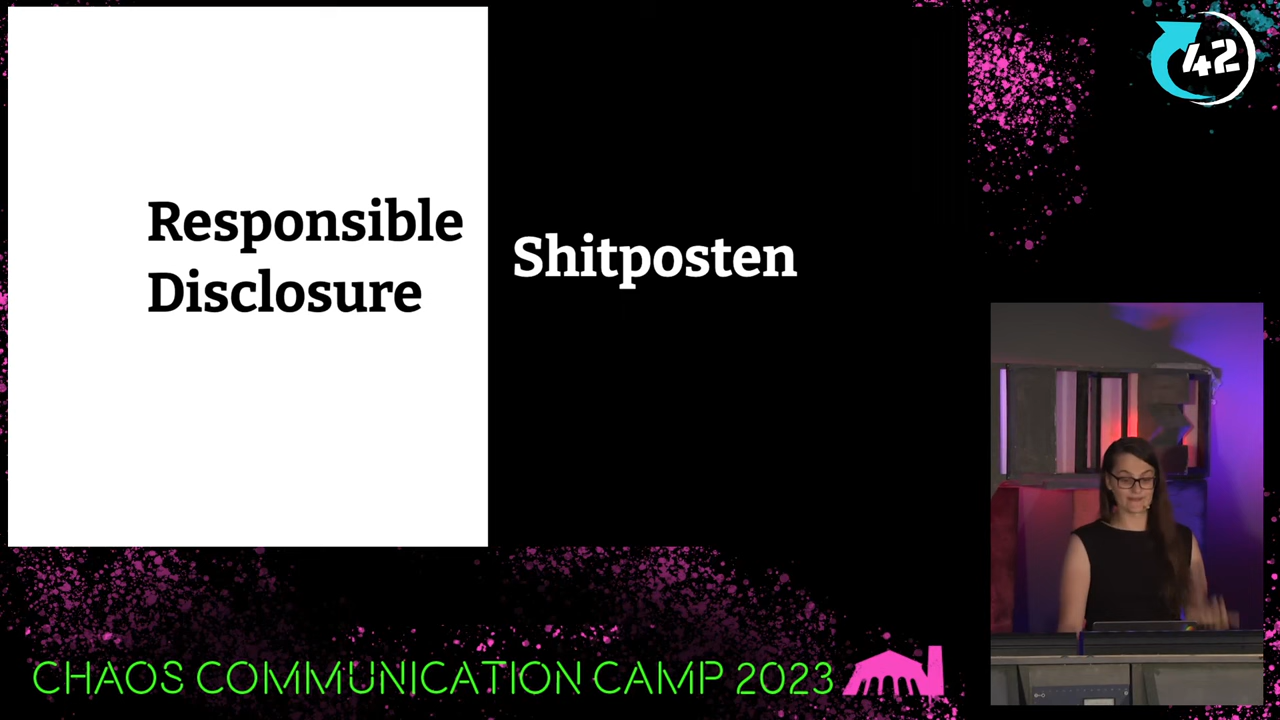 42
Responsible
Disclosure
Shitposten
CHAOS COMMUNICATION CAMP 2023